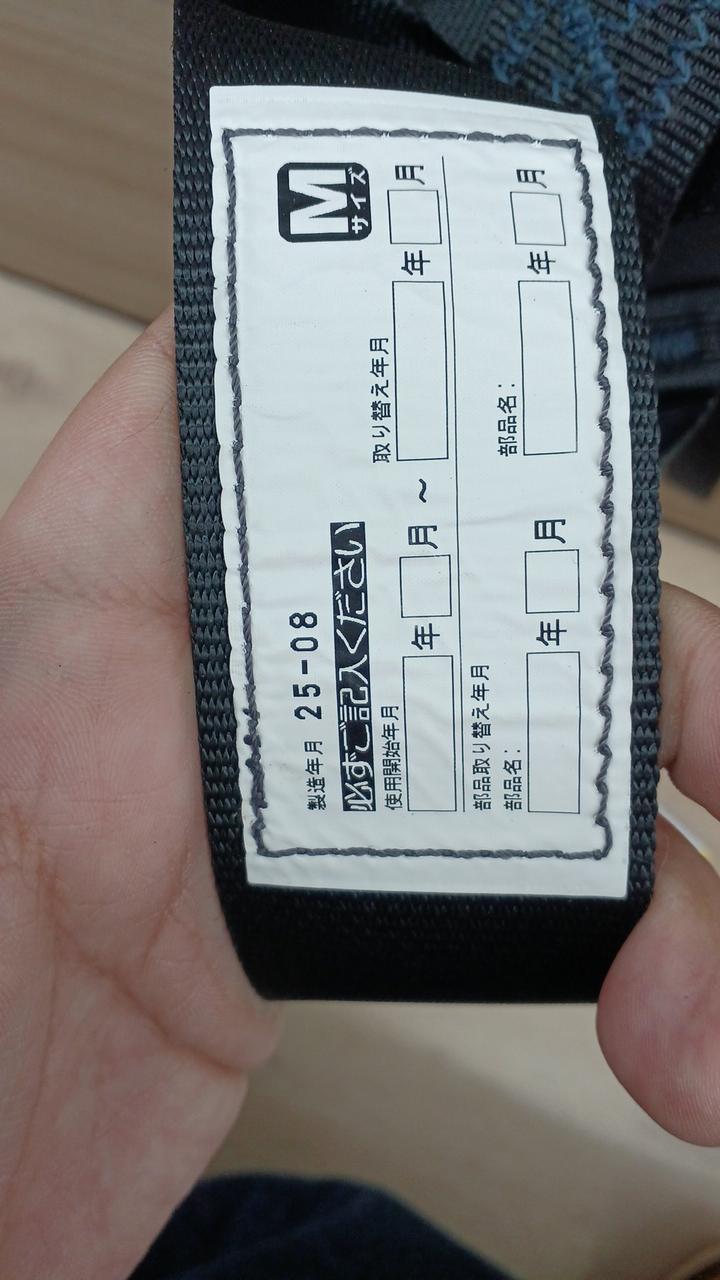 製造年月 25-08
Mサイズ
必ずご記入ください
使用開始年月 取り替え年月
年 月 ～ 年 月
部品取り替え年月
部品名： 部品名：
年 月 年 月